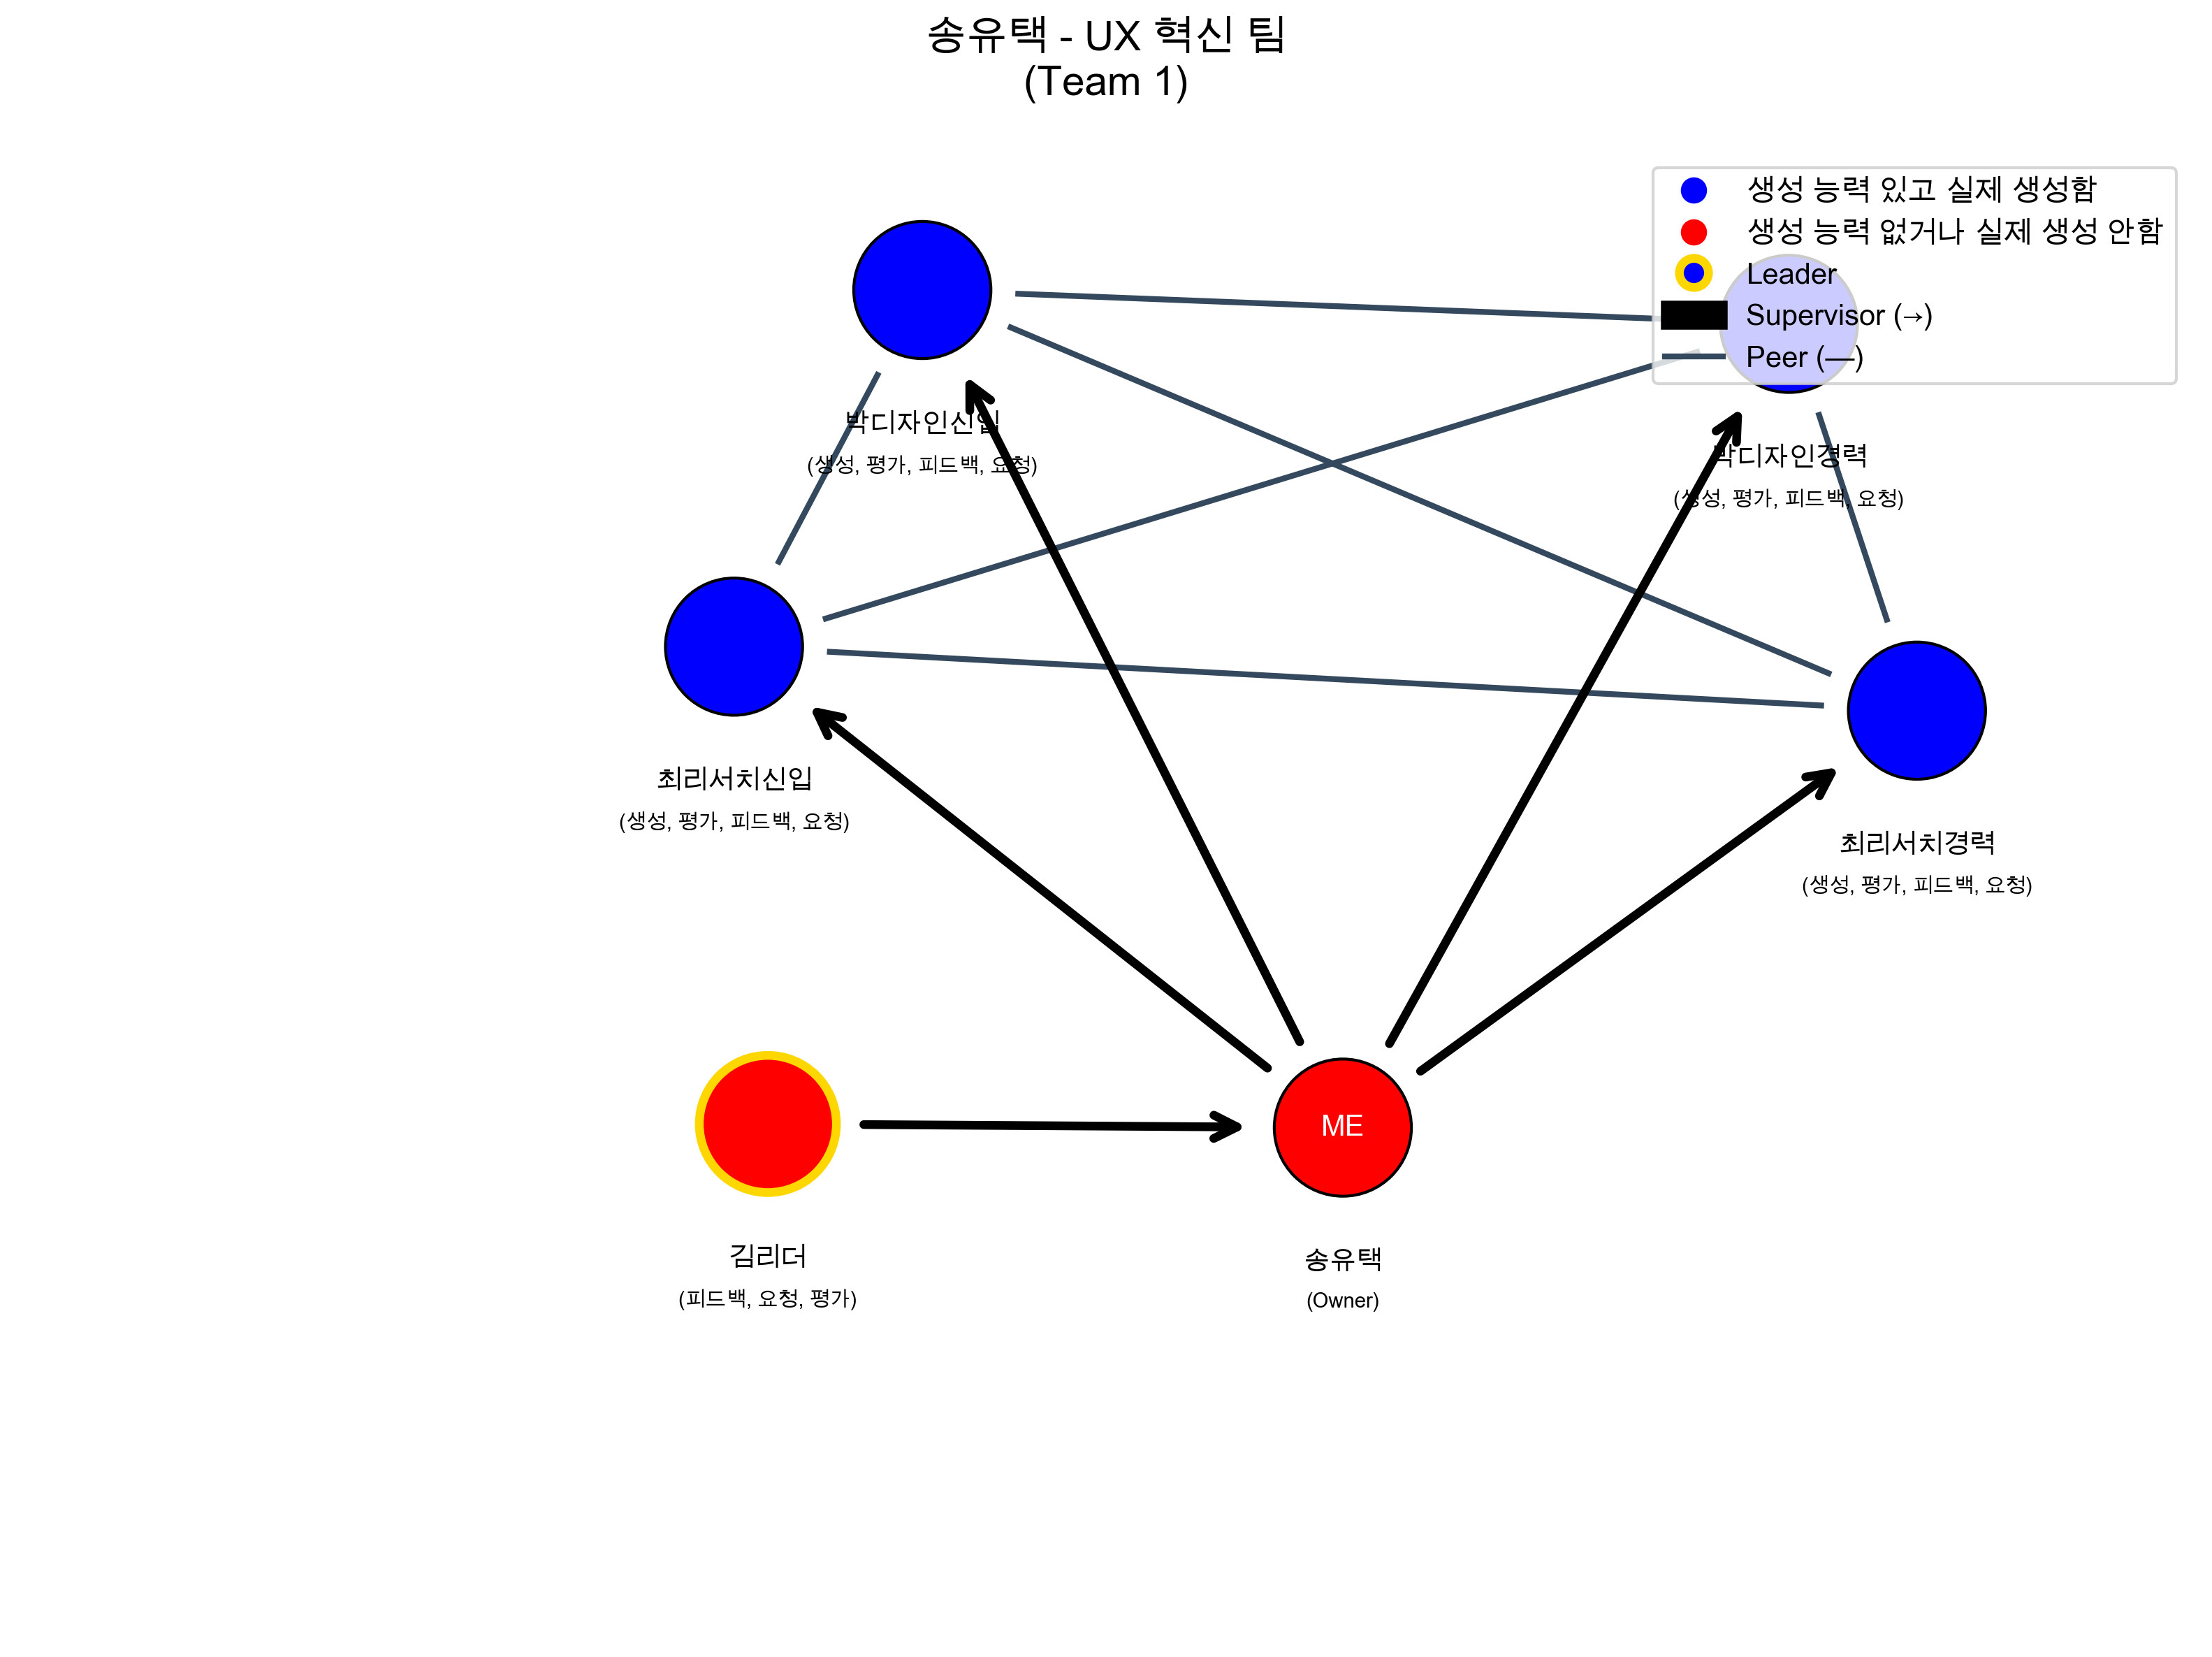 송유택 - UX 혁신 팀
(Team 1)
생성 능력 있고 실제 생성함
생성 능력 없거나 실제 생성 안함
Leader
Supervisor (→)
Peer (—)
박디자인신입
(생성, 평가, 피드백, 요청)
박디자인경력
(생성, 평가, 피드백, 요청)
최리서치신입
(생성, 평가, 피드백, 요청)
최리서치경력
(생성, 평가, 피드백, 요청)
ME
김리더
(피드백, 요청, 평가)
송유택
(Owner)